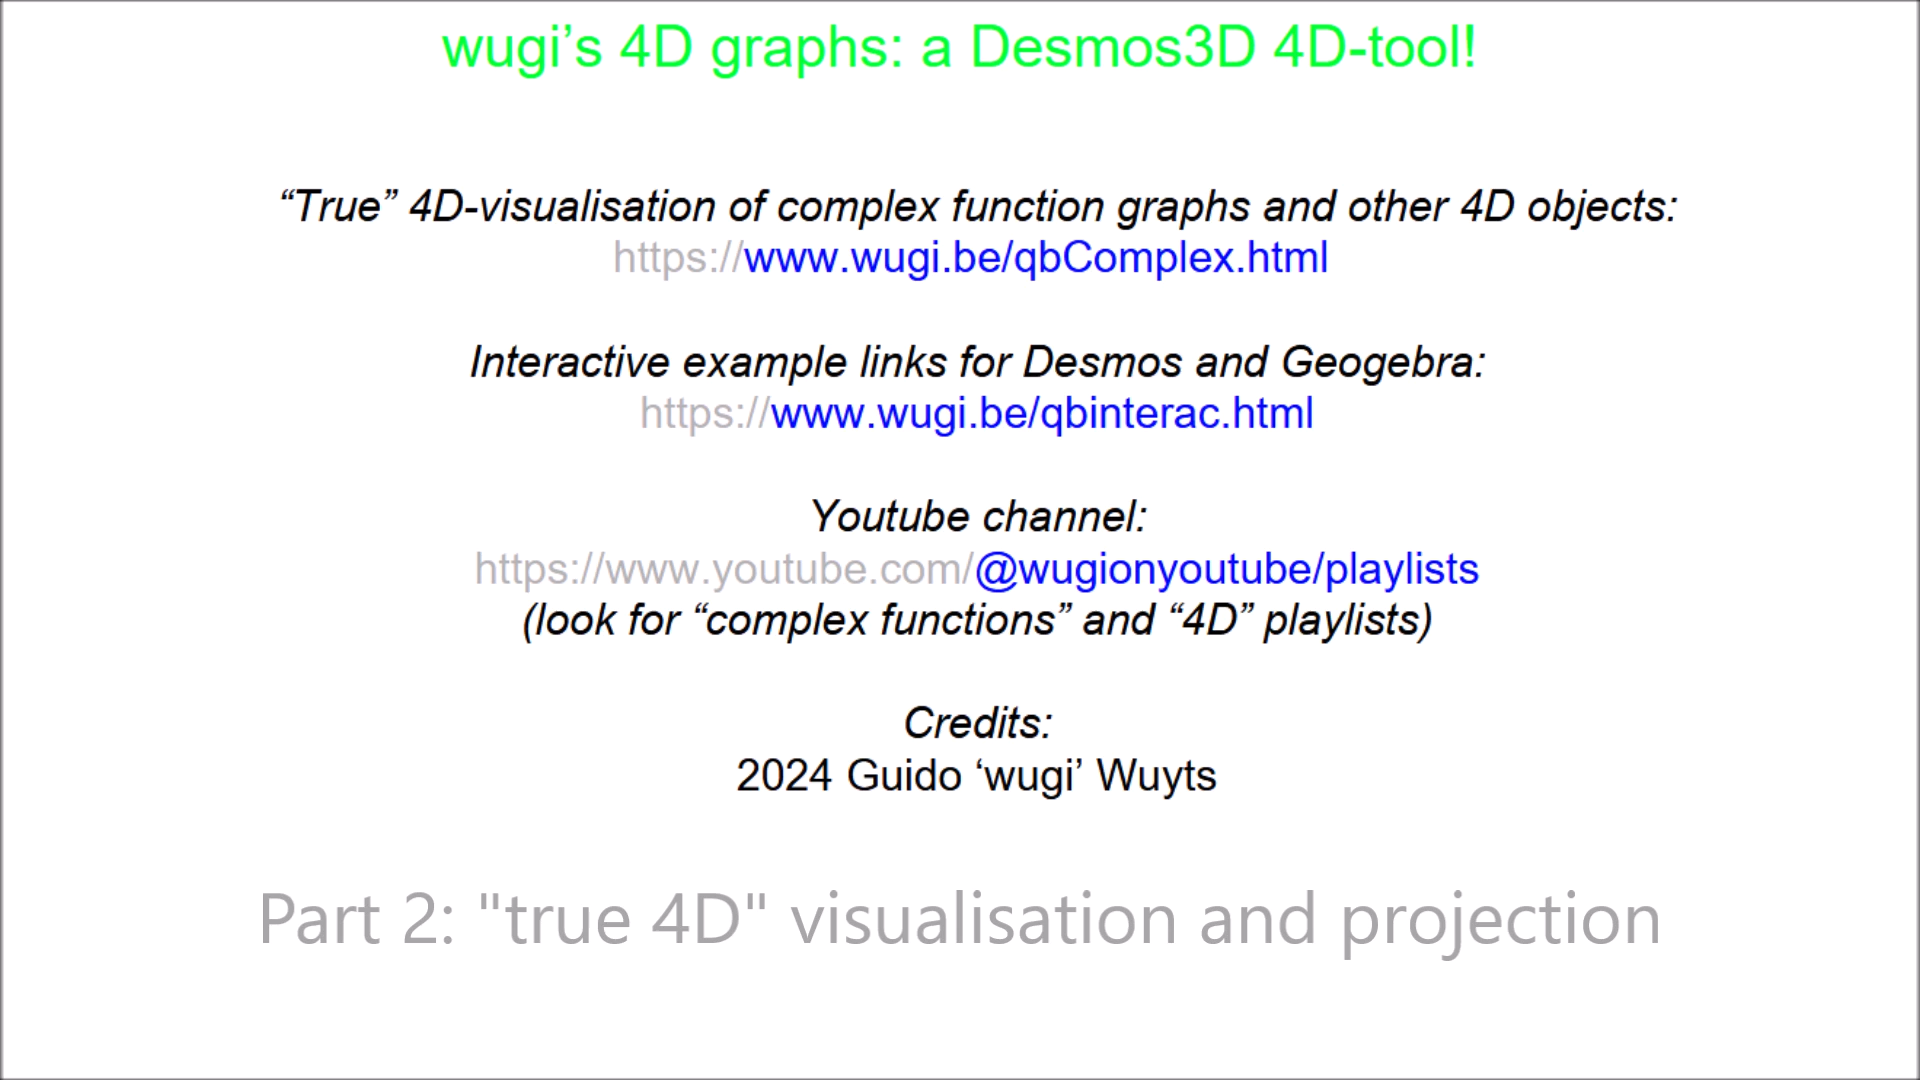 wugi’s 4D graphs: a Desmos3D 4D-tool!
“True” 4D-visualisation of complex function graphs and other 4D objects:
https://www.wugi.be/qbComplex.html
Interactive example links for Desmos and Geogebra:
https://www.wugi.be/qbinterac.html
Youtube channel:
https://www.youtube.com/@wugionyoutube/playlists
(look for “complex functions” and “4D” playlists)
Credits:
2024 Guido ‘wugi’ Wuyts
Part 2: "true 4D" visualisation and projection